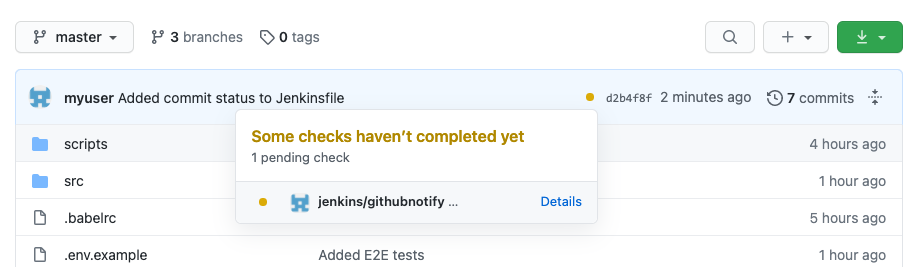 master 3 branches 0 tags
myuser Added commit status to Jenkinsfile d2b4f8f 2 minutes ago 7 commits
Some checks haven’t completed yet
1 pending check
jenkins/githubnotify ... Details
scripts 4 hours ago
src 1 hour ago
.babelrc 5 hours ago
.env.example Added E2E tests 1 hour ago